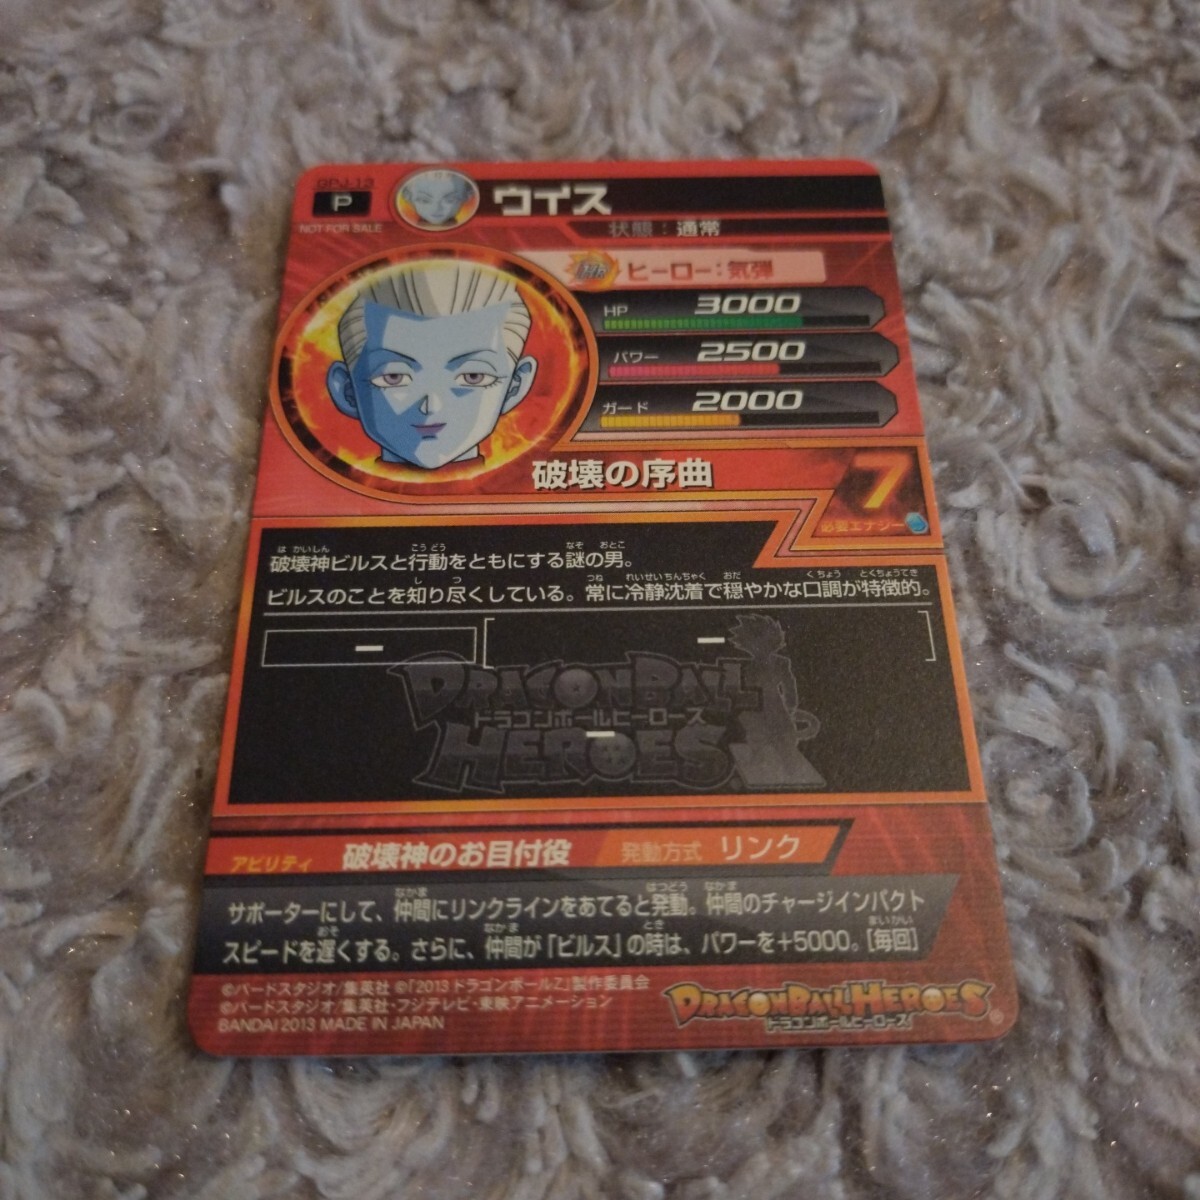 GPJ-13
P
NOT FOR SALE
ウイス
状態：通常
ヒーロー：気弾
HP 3000
パワー 2500
ガード 2000
破壊の序曲
7
必要エナジー
破壊神ビルスと行動をともにする謎の男。
ビルスのことを知り尽くしている。常に冷静沈着で穏やかな口調が特徴的。
ー
ー
ー
DRAGON BALL
ドラゴンボールヒーローズ
HEROES
アビリティ 破壊神のお目付役 発動方式 リンク
サポーターにして、仲間にリンクラインをあてると発動。仲間のチャージインパクト
スピードを遅くする。さらに、仲間が「ビルス」の時は、パワーを+5000。[毎回]
©バードスタジオ/集英社 ©「2013 ドラゴンボールZ」製作委員会
©バードスタジオ/集英社・フジテレビ・東映アニメーション
BANDAI 2013 MADE IN JAPAN
DRAGON BALL HEROES
ドラゴンボールヒーローズ